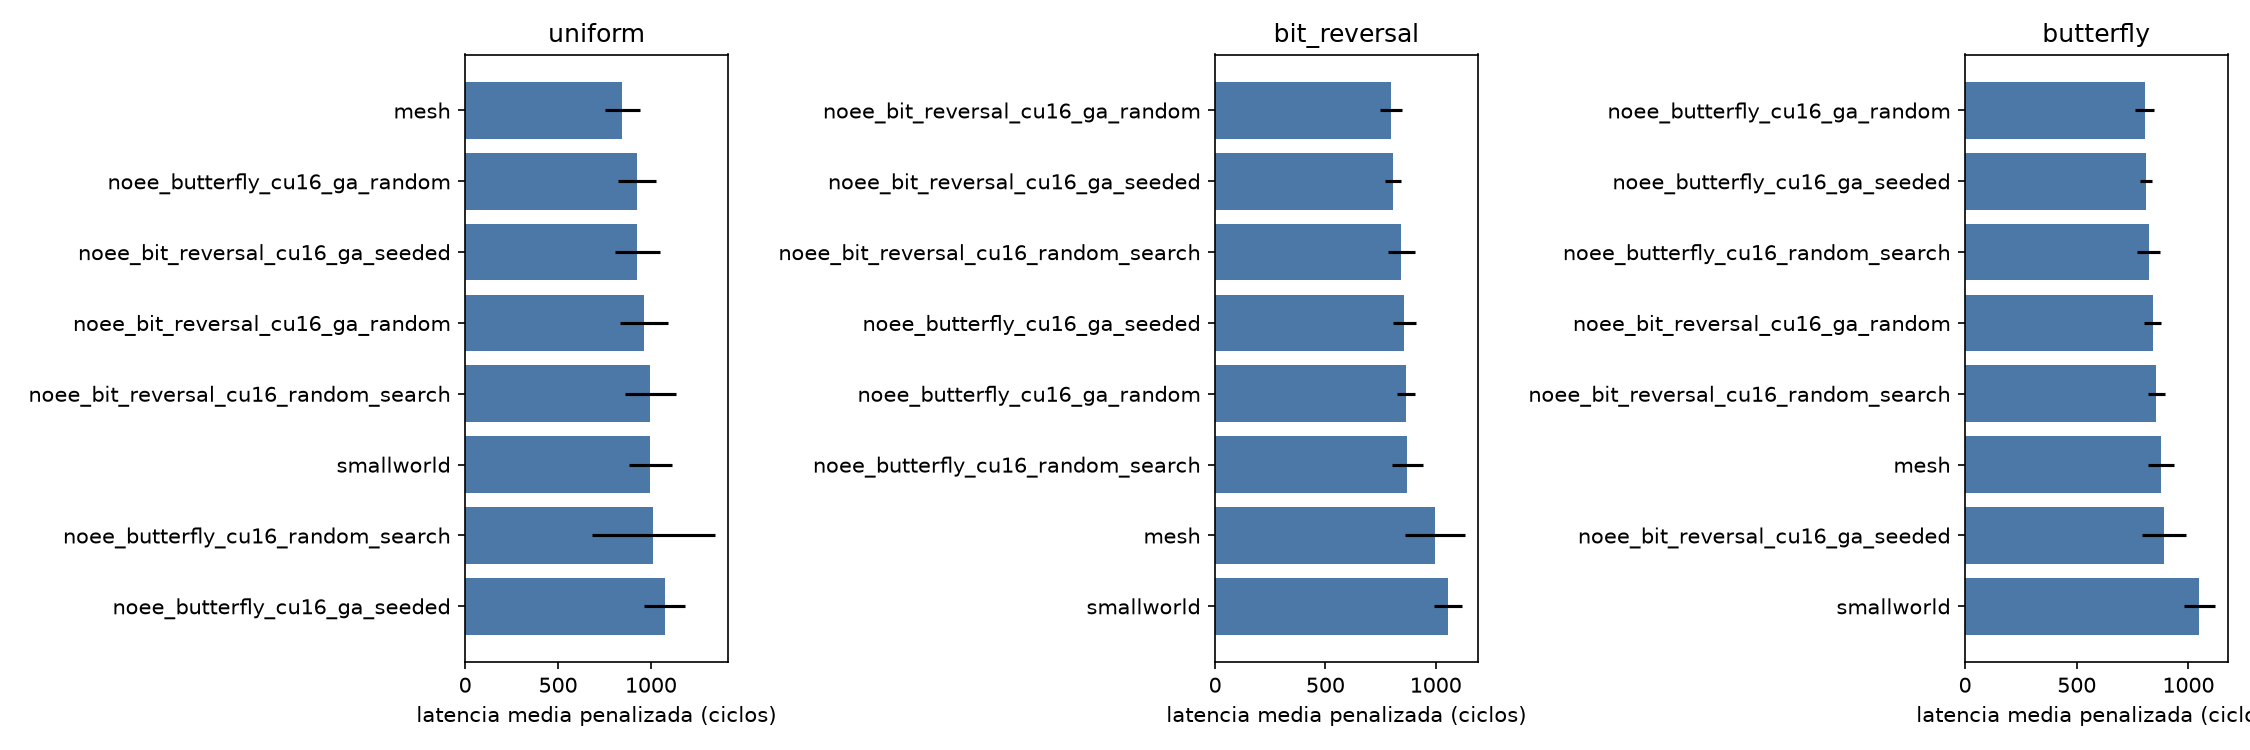 uniform
mesh
noee_butterfly_cu16_ga_random
noee_bit_reversal_cu16_ga_seeded
noee_bit_reversal_cu16_ga_random
noee_bit_reversal_cu16_random_search
smallworld
noee_butterfly_cu16_random_search
noee_butterfly_cu16_ga_seeded
0 500 1000
latencia media penalizada (ciclos)
bit_reversal
noee_bit_reversal_cu16_ga_random
noee_bit_reversal_cu16_ga_seeded
noee_bit_reversal_cu16_random_search
noee_butterfly_cu16_ga_seeded
noee_butterfly_cu16_ga_random
noee_butterfly_cu16_random_search
mesh
smallworld
0 500 1000
latencia media penalizada (ciclos)
butterfly
noee_butterfly_cu16_ga_random
noee_butterfly_cu16_ga_seeded
noee_butterfly_cu16_random_search
noee_bit_reversal_cu16_ga_random
noee_bit_reversal_cu16_random_search
mesh
noee_bit_reversal_cu16_ga_seeded
smallworld
0 500 1000
latencia media penalizada (ciclo